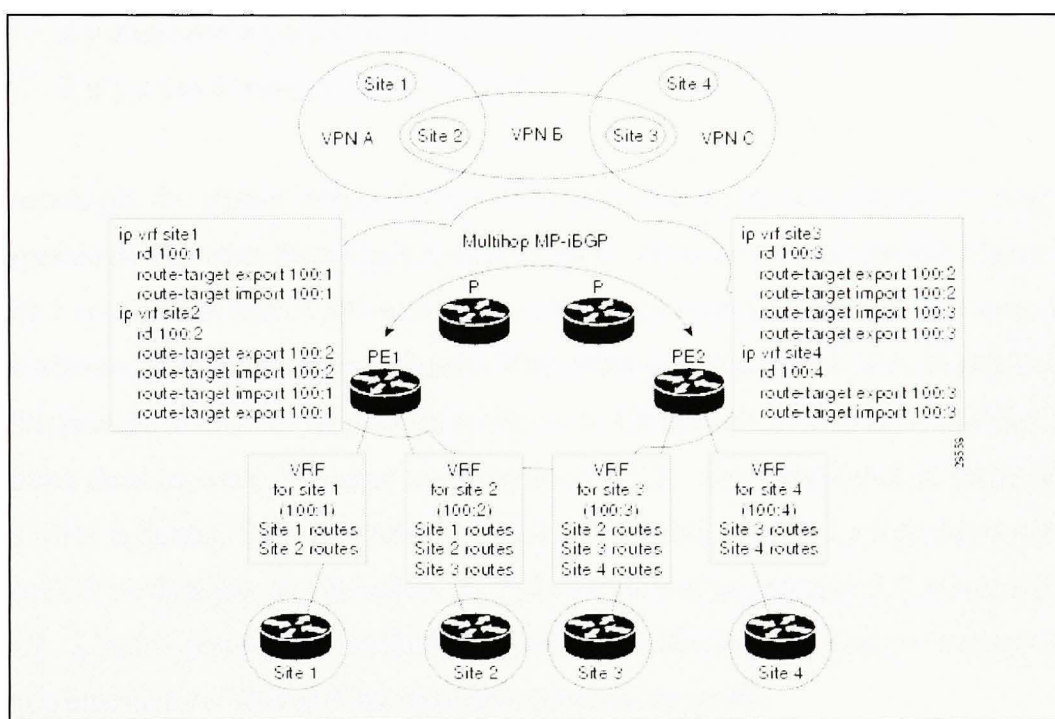 Site 1
Site 4
VPN A
Site 2
VPN B
Site 3
VPN C
Multihop MP-iBGP
ip vrf site1
rd 100:1
route-target export 100:1
route-target import 100:1
ip vrf site2
rd 100:2
route-target export 100:2
route-target import 100:2
route-target import 100:1
route-target export 100:1
ip vrf site3
rd 100:3
route-target export 100:2
route-target import 100:2
route-target import 100:3
route-target export 100:3
ip vrf site4
rd 100:4
route-target export 100:3
route-target import 100:3
P
P
PE1
PE2
VRF
for site 1
(100:1)
Site 1 routes
Site 2 routes
VRF
for site 2
(100:2)
Site 1 routes
Site 2 routes
Site 3 routes
VRF
for site 3
(100:3)
Site 2 routes
Site 3 routes
Site 4 routes
VRF
for site 4
(100:4)
Site 3 routes
Site 4 routes
Site 1
Site 2
Site 3
Site 4